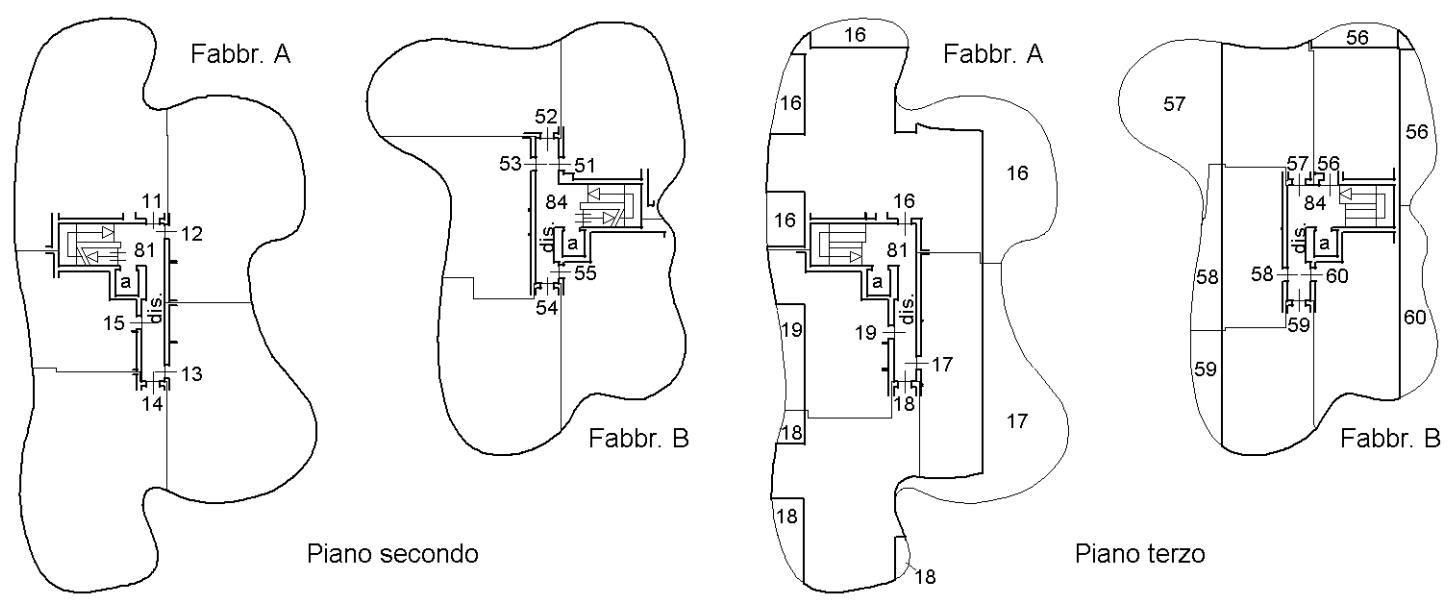 Fabbr. A
11
12
81
a
dis.
15
13
14
52
53
51
84
dis.
a
55
54
Fabbr. B
Piano secondo
16
Fabbr. A
16
16
16
16
81
a
dis.
19
19
17
18
18
17
18
18
Piano terzo
56
57
56
57 56
84
dis.
a
58
58
60
59
60
59
Fabbr. B